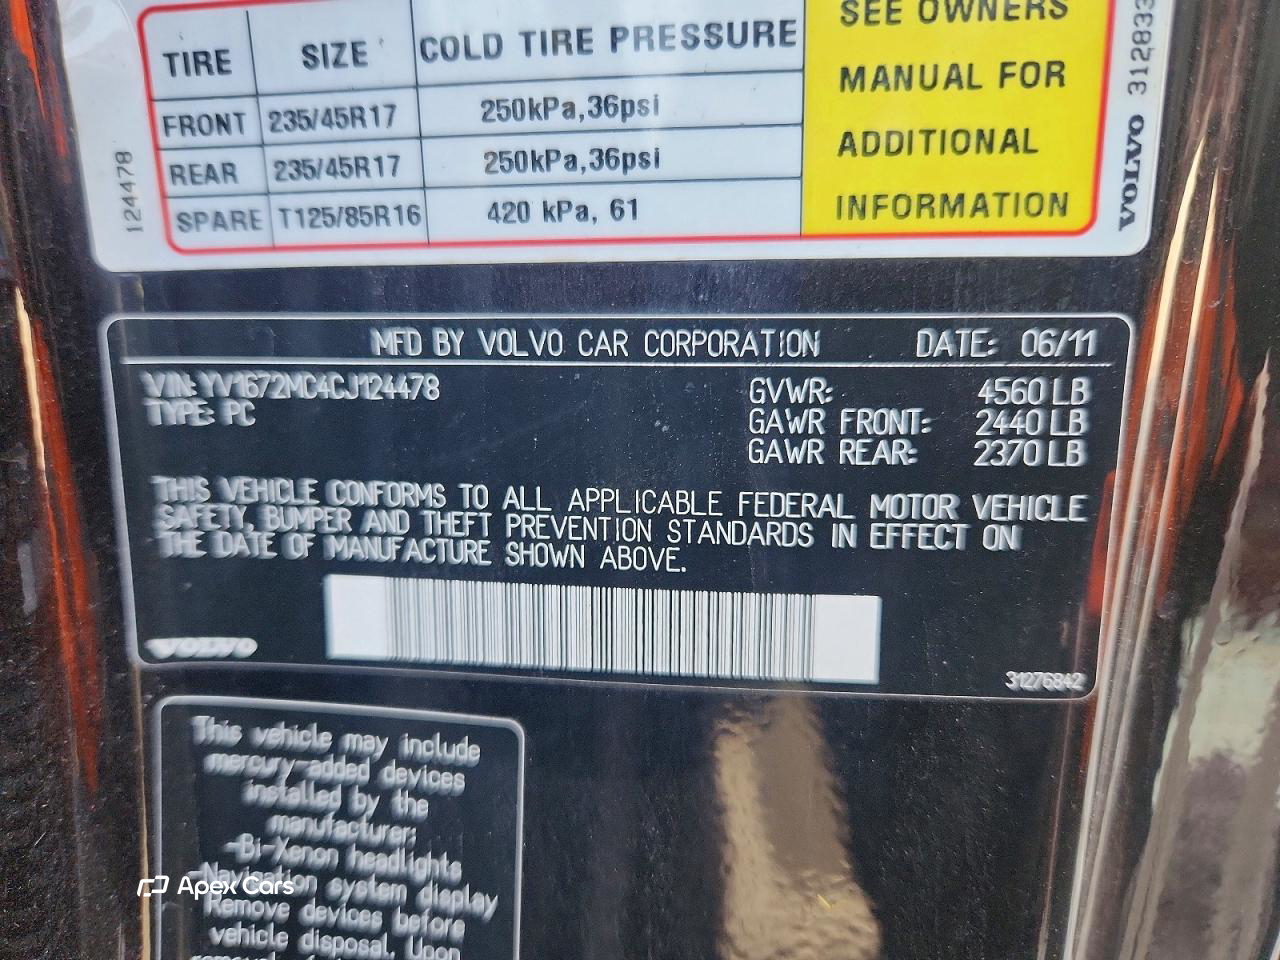 SEE OWNERS
MANUAL FOR
ADDITIONAL
INFORMATION
TIRE SIZE COLD TIRE PRESSURE
FRONT 235/45R17 250kPa,36psi
REAR 235/45R17 250kPa,36psi
SPARE T125/85R16 420 kPa, 61
124478
VOLVO 312833
MFD BY VOLVO CAR CORPORATION DATE: 06/11
VIN: YV1672MC4CJ124478 GVWR: 4560 LB
TYPE: PC GAWR FRONT: 2440 LB
GAWR REAR: 2370 LB
THIS VEHICLE CONFORMS TO ALL APPLICABLE FEDERAL MOTOR VEHICLE
SAFETY, BUMPER AND THEFT PREVENTION STANDARDS IN EFFECT ON
THE DATE OF MANUFACTURE SHOWN ABOVE.
VOLVO
31276842
This vehicle may include
mercury-added devices
installed by the
manufacturer:
-Bi-Xenon headlights
-Navigation system display
Remove devices before
vehicle disposal. Upon
Apex Cars